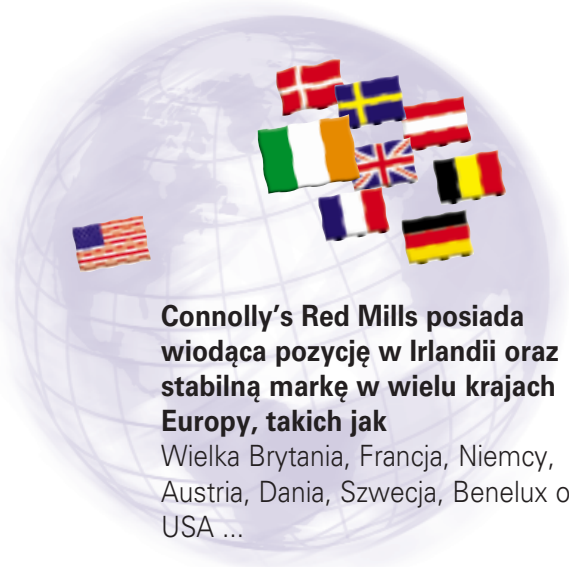 Connolly's Red Mills posiada
wiodąca pozycję w Irlandii oraz
stabilną markę w wielu krajach
Europy, takich jak
Wielka Brytania, Francja, Niemcy,
Austria, Dania, Szwecja, Benelux
USA ...